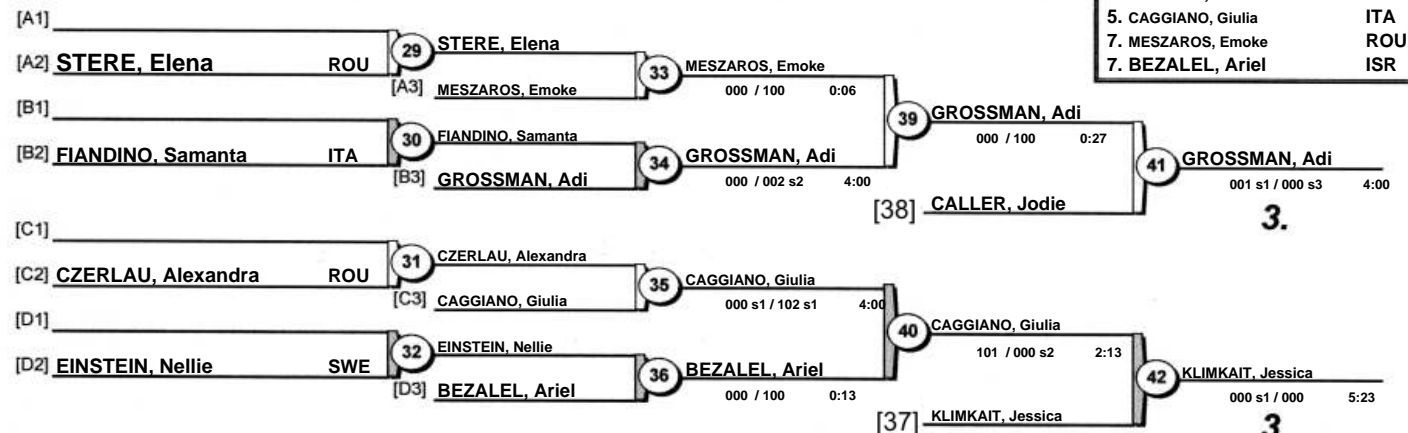 [A1]
[A2] STERE, Elena ROU
29
STERE, Elena
[A3] MESZAROS, Emoke
33
MESZAROS, Emoke
000 / 100 0:06
[B1]
[B2] FIANDINO, Samanta ITA
30
FIANDINO, Samanta
[B3] GROSSMAN, Adi
34
GROSSMAN, Adi
000 / 002 s2 4:00
39
GROSSMAN, Adi
000 / 100 0:27
[38] CALLER, Jodie
41
GROSSMAN, Adi
001 s1 / 000 s3 4:00
3.
[C1]
[C2] CZERLAU, Alexandra ROU
31
CZERLAU, Alexandra
[C3] CAGGIANO, Giulia
35
CAGGIANO, Giulia
000 s1 / 102 s1 4:00
[D1]
[D2] EINSTEIN, Nellie SWE
32
EINSTEIN, Nellie
[D3] BEZALEL, Ariel
36
BEZALEL, Ariel
000 / 100 0:13
40
CAGGIANO, Giulia
101 / 000 s2 2:13
[37] KLIMKAIT, Jessica
42
KLIMKAIT, Jessica
000 s1 / 000 5:23
3
5. CAGGIANO, Giulia ITA
7. MESZAROS, Emoke ROU
7. BEZALEL, Ariel ISR